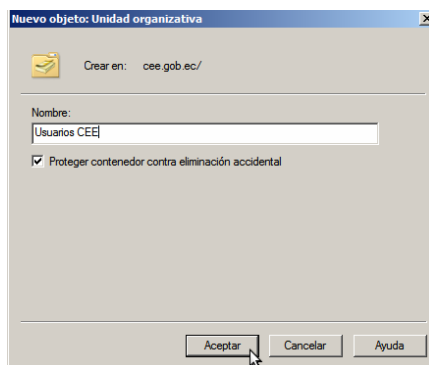 Nuevo objeto: Unidad organizativa
Crear en: cee.gob.ec/
Nombre:
Usuarios CEE
Proteger contenedor contra eliminación accidental
Aceptar Cancelar Ayuda